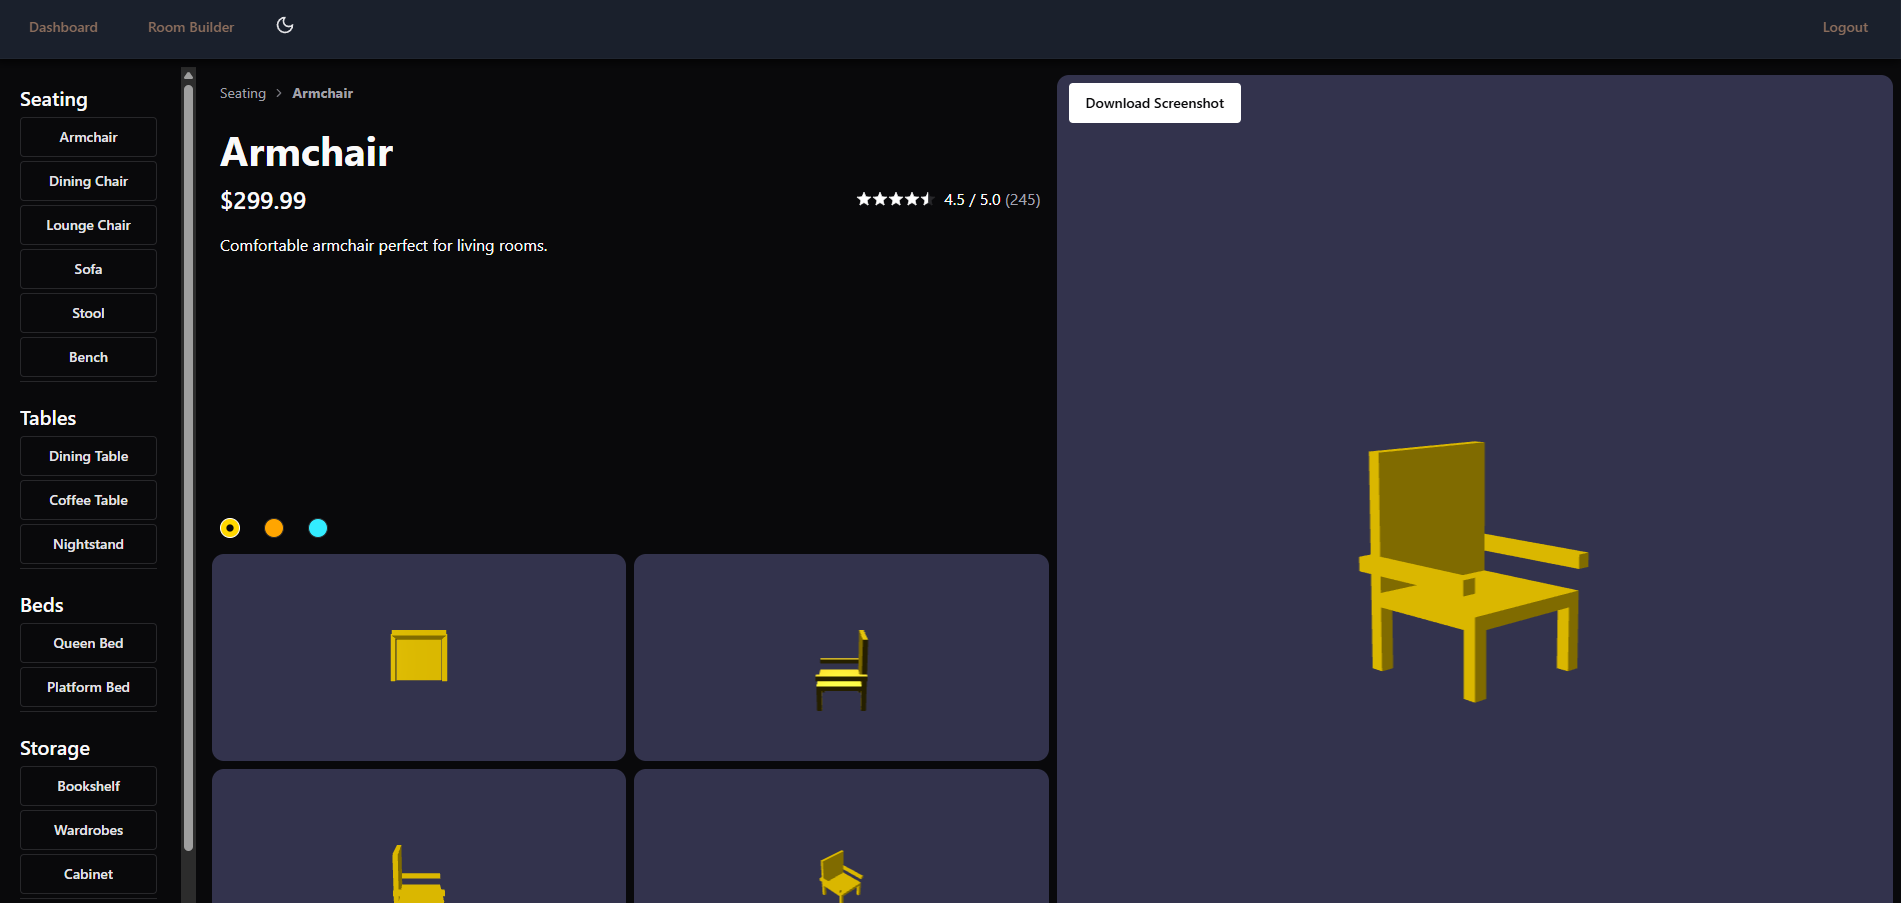 Dashboard
Room Builder
Logout
Seating
Armchair
Dining Chair
Lounge Chair
Sofa
Stool
Bench
Tables
Dining Table
Coffee Table
Nightstand
Beds
Queen Bed
Platform Bed
Storage
Bookshelf
Wardrobes
Cabinet
Seating > Armchair
Armchair
$299.99
4.5 / 5.0 (245)
Comfortable armchair perfect for living rooms.
Download Screenshot